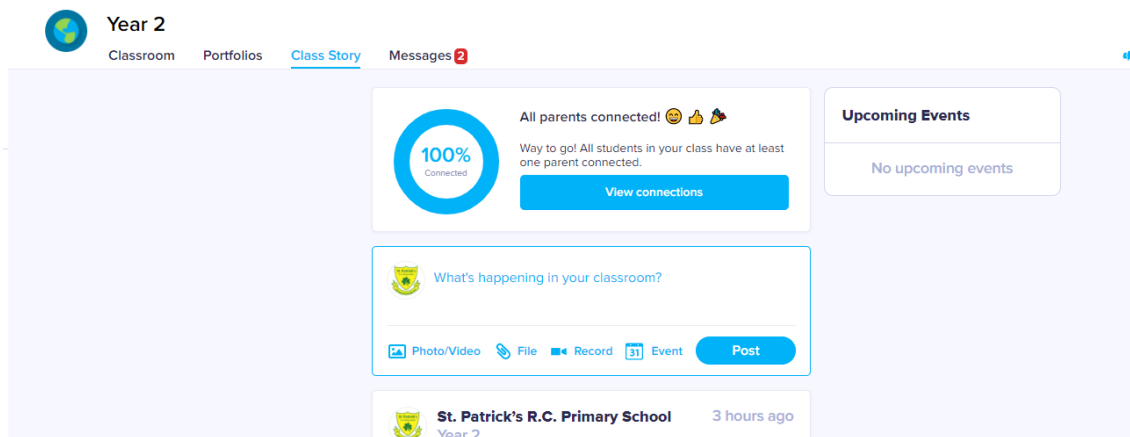 Year 2
Classroom Portfolios Class Story Messages 2
100%
Connected
All parents connected!
Way to go! All students in your class have at least
one parent connected.
View connections
Upcoming Events
No upcoming events
What's happening in your classroom?
Photo/Video File Record 31 Event Post
St. Patrick's R.C. Primary School 3 hours ago
Year 2